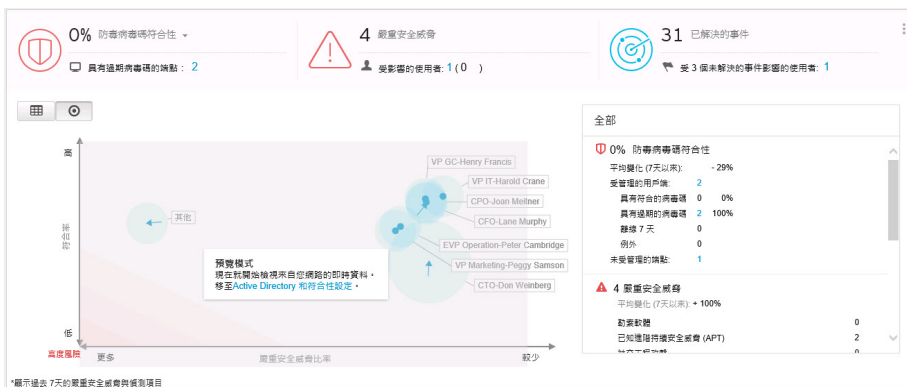 0% 防毒病毒碼符合性
具有過期病毒碼的端點： 2
4 嚴重安全威脅
受影響的使用者: 1 ( 0 )
31 已解決的事件
受 3 個未解決的事件影響的使用者: 1
高
符合率
低
高度風險
更多
嚴重安全威脅比率
較少
其他
VP GC-Henry Francis
VP IT-Harold Crane
CPO-Joan Meitner
CFO-Lane Murphy
EVP Operation-Peter Cambridge
VP Marketing-Peggy Samson
CTO-Don Weinberg
預覽模式
現在就開始檢視來自您網路的即時資料，
移至Active Directory 和符合性設定。
*顯示過去 7天的嚴重安全威脅與偵測項目
全部
0% 防毒病毒碼符合性
平均變化 (7天以來): - 29%
受管理的用戶端: 2
具有符合的病毒碼 0 0%
具有過期的病毒碼 2 100%
離線 7 天 0
例外 0
未受管理的端點: 1
4 嚴重安全威脅
平均變化 (7天以來): + 100%
勒索軟體 0
已知進階持續安全威脅 (APT) 2
社交工程攻擊 0